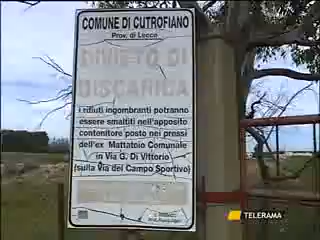 COMUNE DI CUTROFIANO
Prov. di Lecce
DIVIETO DI
DISCARICA
i rifiuti ingombranti potranno
essere smaltiti nell'apposito
contenitore posto nei pressi
dell'ex Mattatoio Comunale
in Via G. Di Vittorio
(sulla Via del Campo Sportivo)
TELERAMA